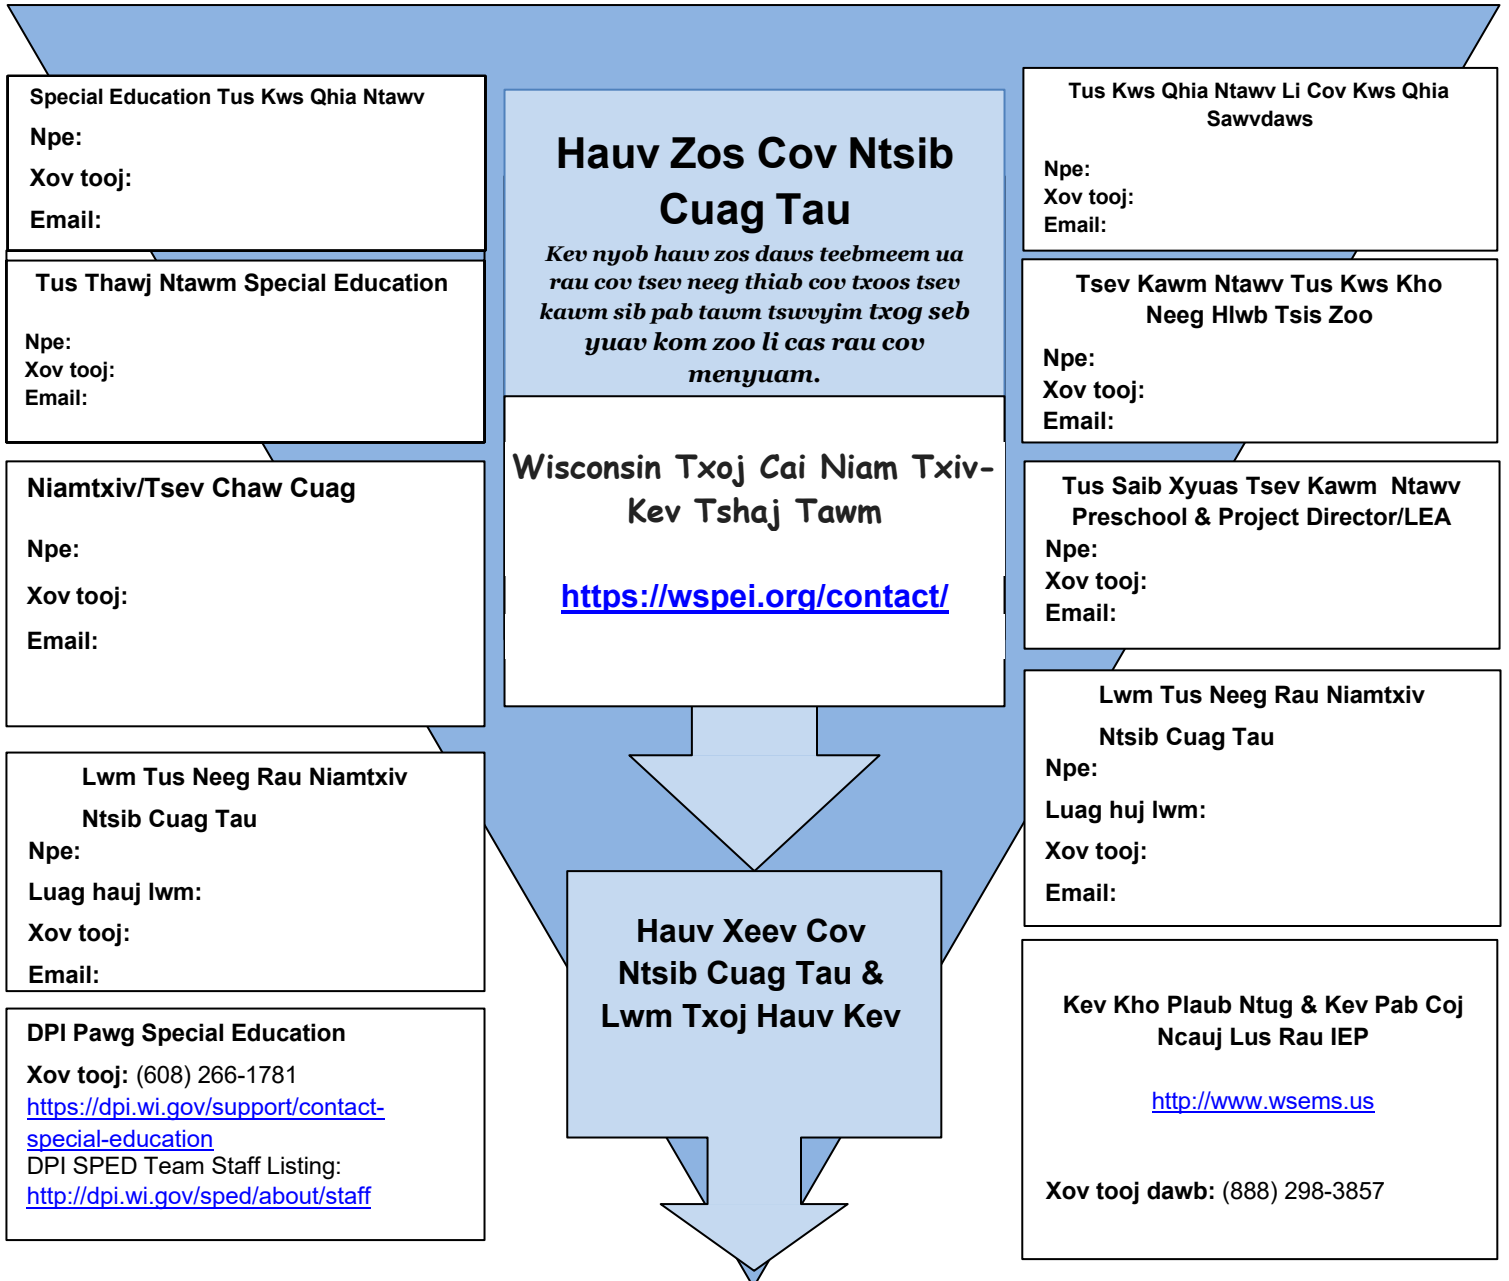 Special Education Tus Kws Qhia Ntawv
Npe:
Xov tooj:
Email:
Tus Thawj Ntawm Special Education
Npe:
Xov tooj:
Email:
Niamtxiv/Tsev Chaw Cuag
Npe:
Xov tooj:
Email:
Lwm Tus Neeg Rau Niamtxiv
Ntsib Cuag Tau
Npe:
Luag hauj lwm:
Xov tooj:
Email:
DPI Pawg Special Education
Xov tooj: (608) 266-1781
https://dpi.wi.gov/support/contact-
special-education
DPI SPED Team Staff Listing:
http://dpi.wi.gov/sped/about/staff
Hauv Zos Cov Ntsib
Cuag Tau
Kev nyob hauv zos daws teebmeem ua
rau cov tsev neeg thiab cov txoos tsev
kawm sib pab tawm tswvyim txog seb
yuav kom zoo li cas rau cov
menyuam.
Wisconsin Txoj Cai Niam Txiv-
Kev Tshaj Tawm
https://wspei.org/contact/
Hauv Xeev Cov
Ntsib Cuag Tau &
Lwm Txoj Hauv Kev
Tus Kws Qhia Ntawv Li Cov Kws Qhia
Sawvdaws
Npe:
Xov tooj:
Email:
Tsev Kawm Ntawv Tus Kws Kho
Neeg Hlwb Tsis Zoo
Npe:
Xov tooj:
Email:
Tus Saib Xyuas Tsev Kawm Ntawv
Preschool & Project Director/LEA
Npe:
Xov tooj:
Email:
Lwm Tus Neeg Rau Niamtxiv
Ntsib Cuag Tau
Npe:
Luag huj lwm:
Xov tooj:
Email:
Kev Kho Plaub Ntug & Kev Pab Coj
Ncauj Lus Rau IEP
http://www.wsems.us
Xov tooj dawb: (888) 298-3857